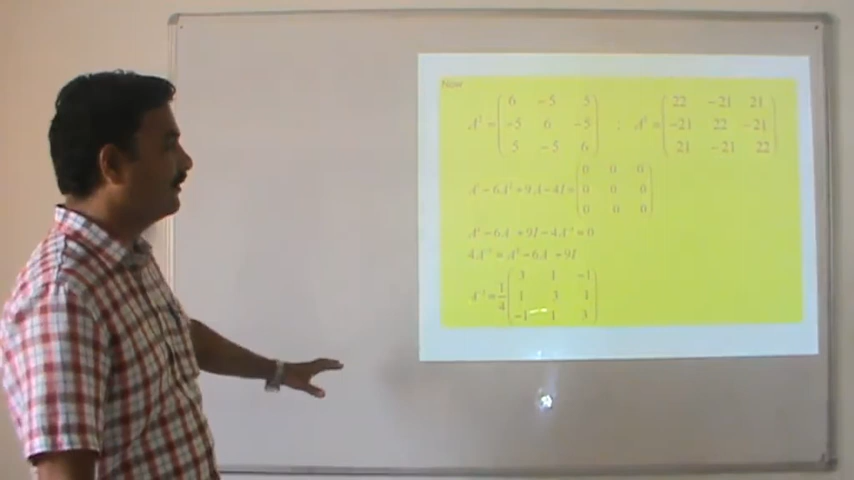 Now
A² = ( 6 −5 5 ; −5 6 −5 ; 5 −5 6 ) ; A³ = ( 22 −21 21 ; −21 22 −21 ; 21 −21 22 )
A³ − 6A² + 9A − 4I = ( 0 0 0 ; 0 0 0 ; 0 0 0 )
A² − 6A + 9I − 4A⁻¹ = 0
4A⁻¹ = A² − 6A + 9I
A⁻¹ = 1/4 ( 3 1 −1 ; 1 3 1 ; −1 1 3 )